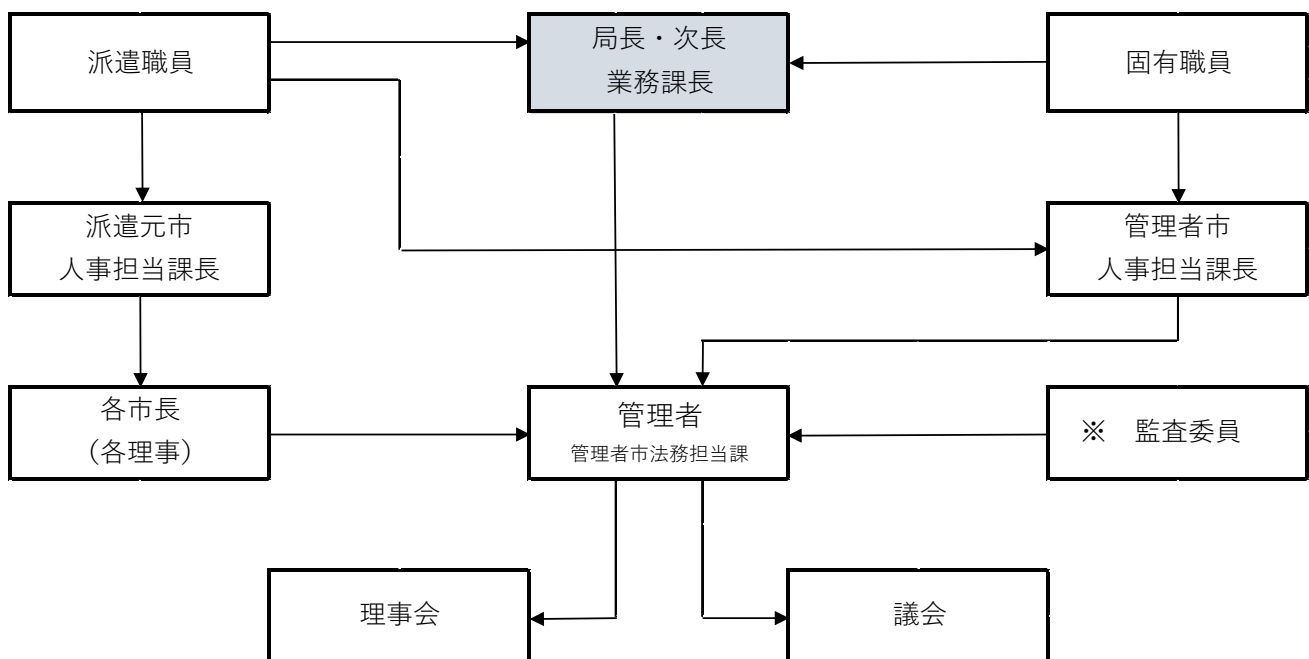 派遣職員
局長・次長
業務課長
固有職員
派遣元市
人事担当課長
管理者市
人事担当課長
各市長
（各理事）
管理者
管理者市法務担当課
※　監査委員
理事会
議会